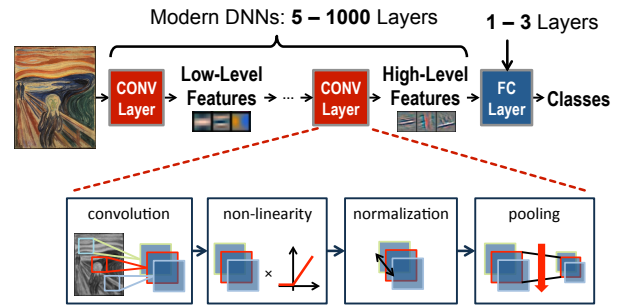 Modern DNNs: 5 – 1000 Layers
1 – 3 Layers
CONV
Layer
Low-Level
Features
...
CONV
Layer
High-Level
Features
FC
Layer
Classes
convolution
non-linearity
×
normalization
pooling